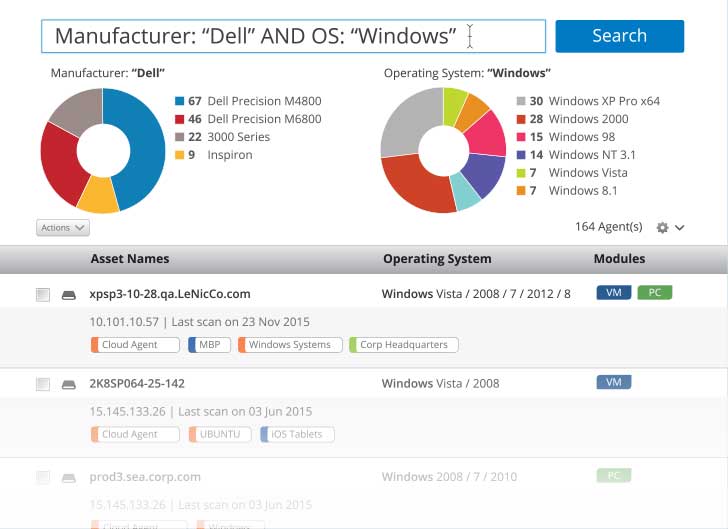 Manufacturer: “Dell” AND OS: “Windows”
Search
Manufacturer: “Dell”
67 Dell Precision M4800
46 Dell Precision M6800
22 3000 Series
9 Inspiron
Operating System: “Windows”
30 Windows XP Pro x64
28 Windows 2000
15 Windows 98
14 Windows NT 3.1
7 Windows Vista
7 Windows 8.1
Actions
164 Agent(s)
Asset Names Operating System Modules
xpsp3-10-28.qa.LeNicCo.com Windows Vista / 2008 / 7 / 2012 / 8 VM PC
10.101.10.57 | Last scan on 23 Nov 2015
Cloud Agent MBP Windows Systems Corp Headquarters
2K8SP064-25-142 Windows Vista / 2008 VM
15.145.133.26 | Last scan on 03 Jun 2015
Cloud Agent UBUNTU iOS Tablets
prod3.sea.corp.com Windows 2008 / 7 / 2010 PC
15.145.133.26 | Last scan on 03 Jun 2015
Cloud Agent Windows